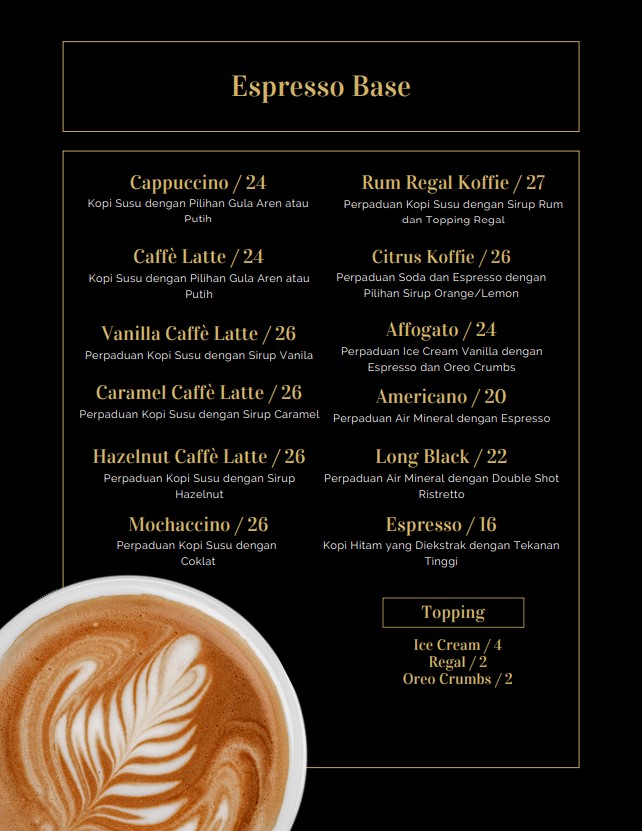 Espresso Base
Cappuccino / 24
Kopi Susu dengan Pilihan Gula Aren atau
Putih
Caffè Latte / 24
Kopi Susu dengan Pilihan Gula Aren atau
Putih
Vanilla Caffè Latte / 26
Perpaduan Kopi Susu dengan Sirup Vanila
Caramel Caffè Latte / 26
Perpaduan Kopi Susu dengan Sirup Caramel
Hazelnut Caffè Latte / 26
Perpaduan Kopi Susu dengan Sirup
Hazelnut
Mochaccino / 26
Perpaduan Kopi Susu dengan
Coklat
Rum Regal Koffie / 27
Perpaduan Kopi Susu dengan Sirup Rum
dan Topping Regal
Citrus Koffie / 26
Perpaduan Soda dan Espresso dengan
Pilihan Sirup Orange/Lemon
Affogato / 24
Perpaduan Ice Cream Vanilla dengan
Espresso dan Oreo Crumbs
Americano / 20
Perpaduan Air Mineral dengan Espresso
Long Black / 22
Perpaduan Air Mineral dengan Double Shot
Ristretto
Espresso / 16
Kopi Hitam yang Diekstrak dengan Tekanan
Tinggi
Topping
Ice Cream / 4
Regal / 2
Oreo Crumbs / 2